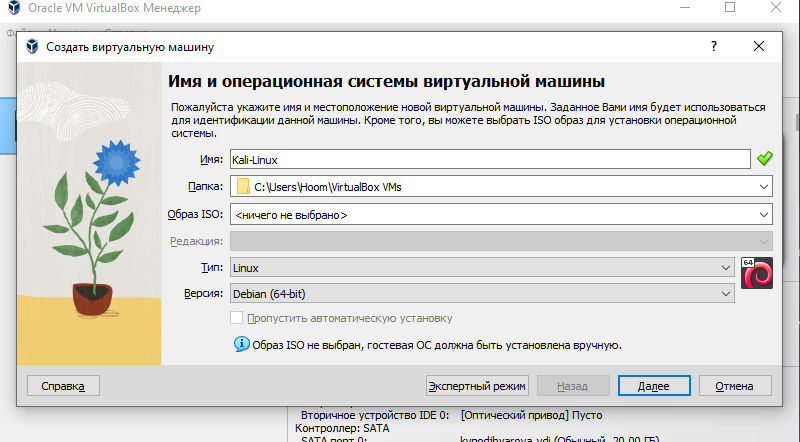 Oracle VM VirtualBox Менеджер
Создать виртуальную машину
?
Имя и операционная системы виртуальной машины
Пожалуйста укажите имя и местоположение новой виртуальной машины. Заданное Вами имя будет использоваться
для идентификации данной машины. Кроме того, вы можете выбрать ISO образ для установки операционной
системы.
Имя: Kali-Linux
Папка: C:\Users\Hoom\VirtualBox VMs
Образ ISO: <ничего не выбрано>
Редакция:
Тип: Linux
64
Версия: Debian (64-bit)
Пропустить автоматическую установку
Образ ISO не выбран, гостевая ОС должна быть установлена вручную.
Справка Экспертный режим Назад Далее Отмена
Вторичное устройство IDE 0: [Оптический привод] Пусто
Контроллер: SATA
SATA порт 0: (Обычный, 20,00 ГБ)